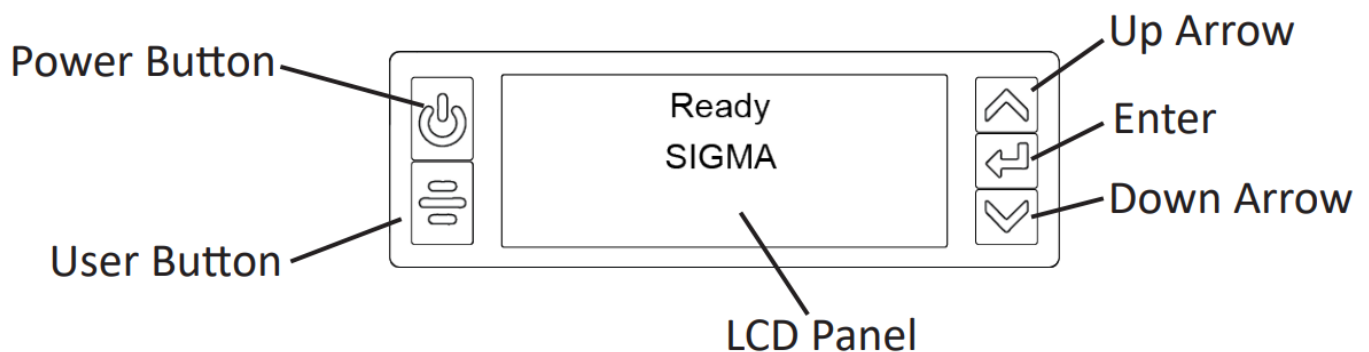 Power Button
User Button
Ready
SIGMA
LCD Panel
Up Arrow
Enter
Down Arrow